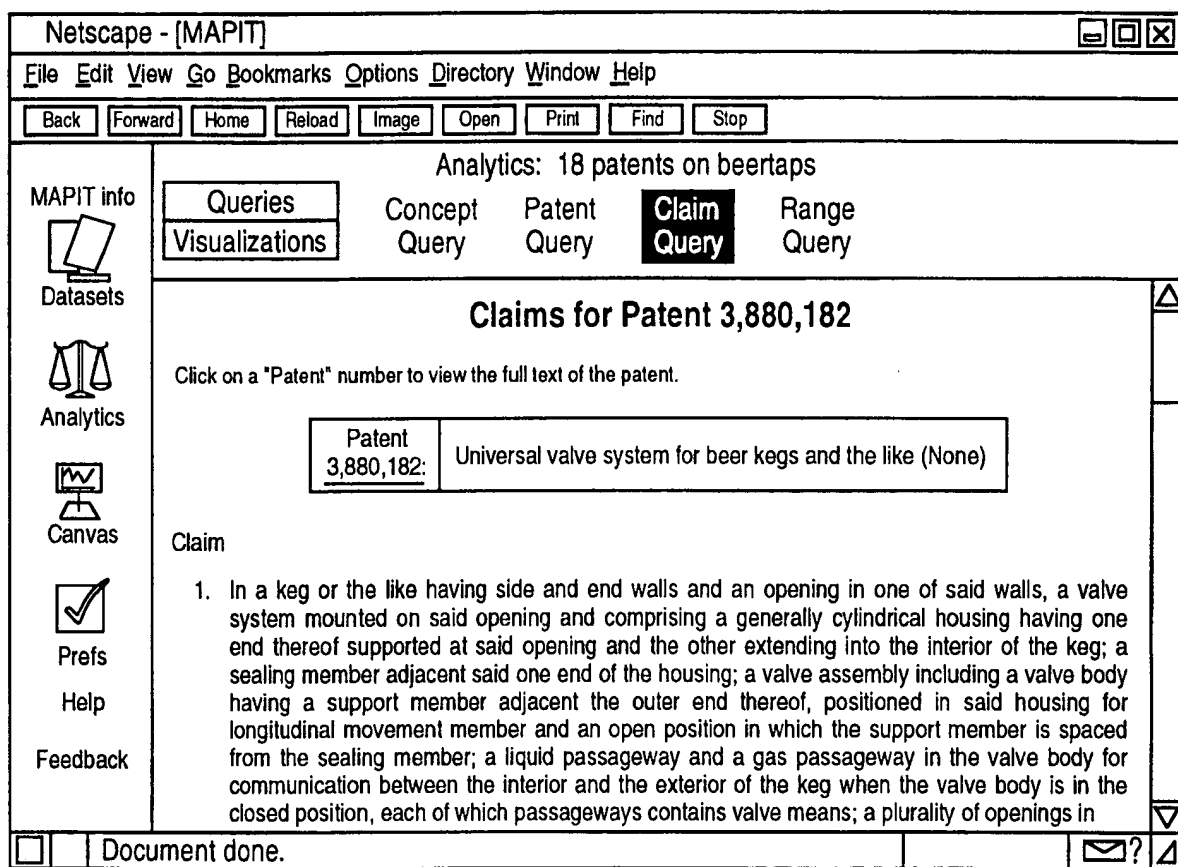 Netscape - [MAPIT]
File Edit View Go Bookmarks Options Directory Window Help
Back Forward Home Reload Image Open Print Find Stop
MAPIT info
Datasets
Analytics
Canvas
Prefs
Help
Feedback
Analytics: 18 patents on beertaps
Queries
Visualizations
Concept
Query
Patent
Query
Claim
Query
Range
Query
Claims for Patent 3,880,182
Click on a "Patent" number to view the full text of the patent.
Patent
3,880,182:
Universal valve system for beer kegs and the like (None)
Claim
1. In a keg or the like having side and end walls and an opening in one of said walls, a valve
system mounted on said opening and comprising a generally cylindrical housing having one
end thereof supported at said opening and the other extending into the interior of the keg; a
sealing member adjacent said one end of the housing; a valve assembly including a valve body
having a support member adjacent the outer end thereof, positioned in said housing for
longitudinal movement member and an open position in which the support member is spaced
from the sealing member; a liquid passageway and a gas passageway in the valve body for
communication between the interior and the exterior of the keg when the valve body is in the
closed position, each of which passageways contains valve means; a plurality of openings in
Document done.
?